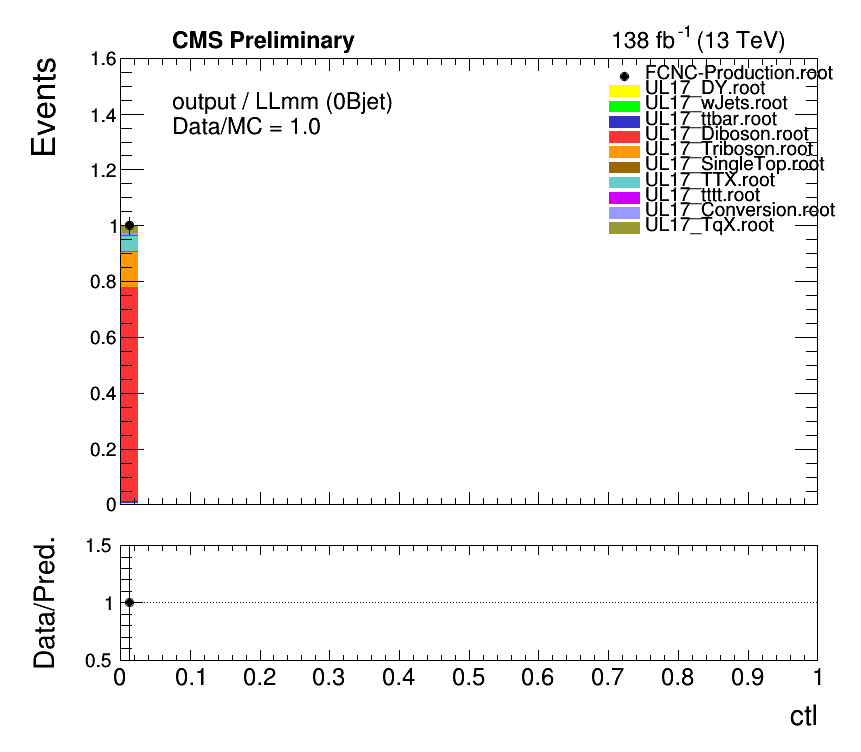 CMS Preliminary
138 fb-1 (13 TeV)
Events
1.6
1.4
1.2
1
0.8
0.6
0.4
0.2
0
output / LLmm (0Bjet)
Data/MC = 1.0
FCNC-Production.root
UL17_DY.root
UL17_wJets.root
UL17_ttbar.root
UL17_Diboson.root
UL17_Triboson.root
UL17_SingleTop.root
UL17_TTX.root
UL17_tttt.root
UL17_Conversion.root
UL17_TqX.root
Data/Pred.
1.5
1
0.5
0 0.1 0.2 0.3 0.4 0.5 0.6 0.7 0.8 0.9 1
ctl